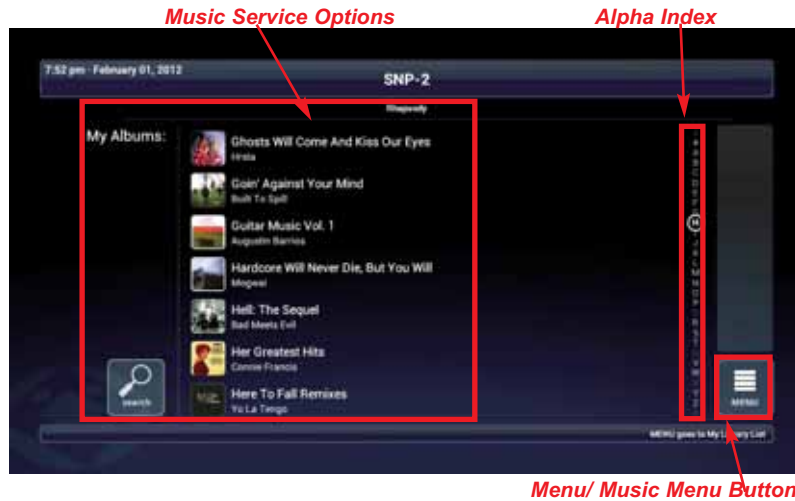 Music Service Options
Alpha Index
7:52 pm - February 01, 2012
SNP-2
Rhapsody
My Albums:
Ghosts Will Come And Kiss Our Eyes
Hrsta
Goin' Against Your Mind
Built To Spill
Guitar Music Vol. 1
Augustin Barrios
Hardcore Will Never Die, But You Will
Mogwai
Hell: The Sequel
Bad Meets Evil
Her Greatest Hits
Connie Francis
Here To Fall Remixes
Yo La Tengo
search
H
MENU
MENU goes to My Library List
Menu/ Music Menu Button